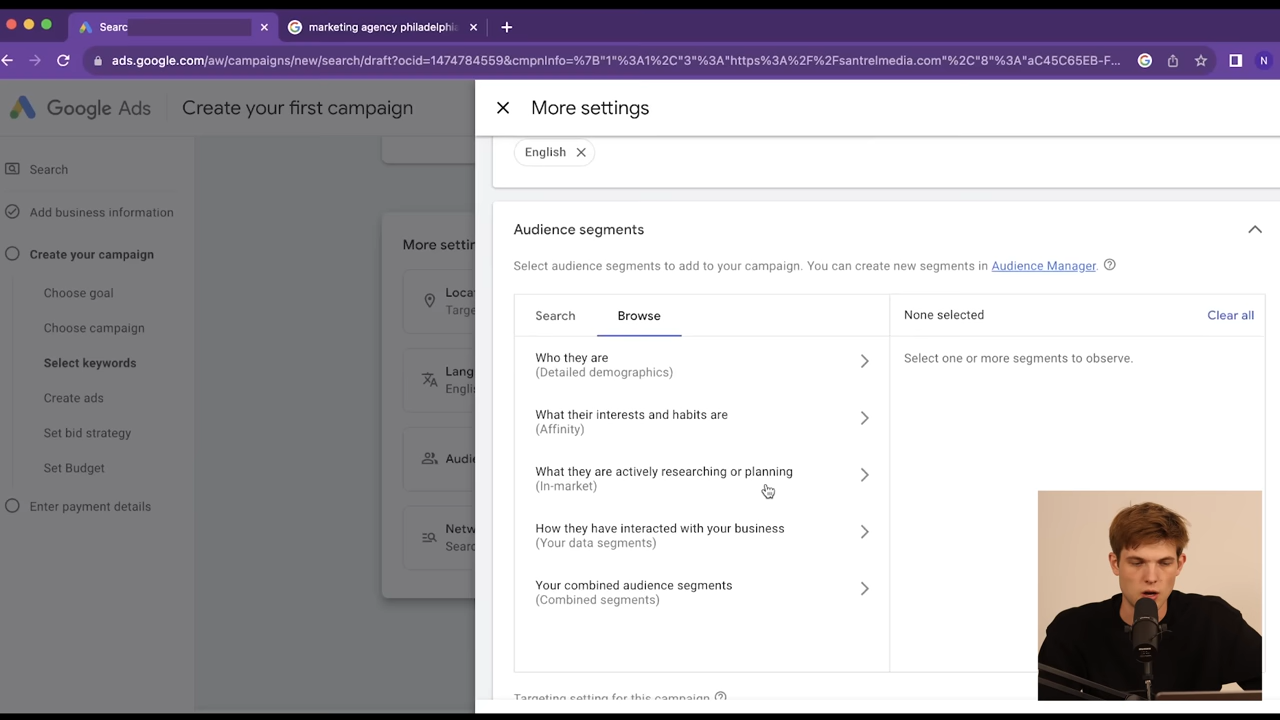 Searc
marketing agency philadelphia
ads.google.com/aw/campaigns/new/search/draft?ocid=1474784559&cmpnInfo=%7B"1"%3A1%2C"3"%3A"https%3A%2F%2Fsantrelmedia.com"%2C"8"%3A"aC45C65EB-F...
N
Google Ads
Create your first campaign
Search
Add business information
Create your campaign
Choose goal
Choose campaign
Select keywords
Create ads
Set bid strategy
Set Budget
Enter payment details
More settin
Loca
Targe
Lang
Englis
Audie
Netw
Searc
More settings
English
Audience segments
Select audience segments to add to your campaign. You can create new segments in Audience Manager.
Search
Browse
None selected
Clear all
Who they are
(Detailed demographics)
Select one or more segments to observe.
What their interests and habits are
(Affinity)
What they are actively researching or planning
(In-market)
How they have interacted with your business
(Your data segments)
Your combined audience segments
(Combined segments)
Targeting setting for this campaign